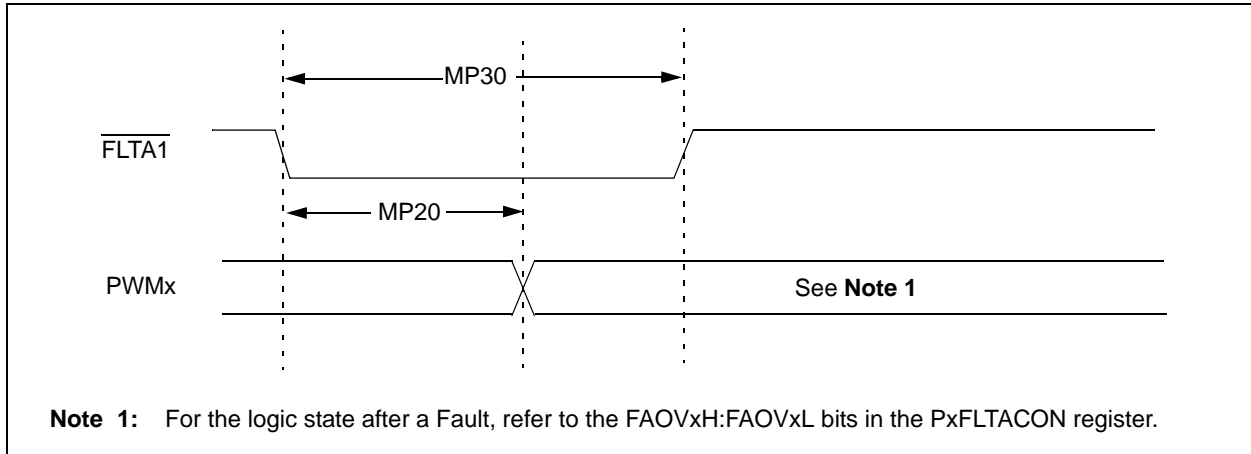 MP30
FLTA1
MP20
PWMx
See Note 1
Note 1: For the logic state after a Fault, refer to the FAOVxH:FAOVxL bits in the PxFLTACON register.